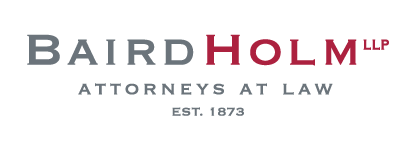 BAIRDHOLM LLP
ATTORNEYS AT LAW
EST. 1873